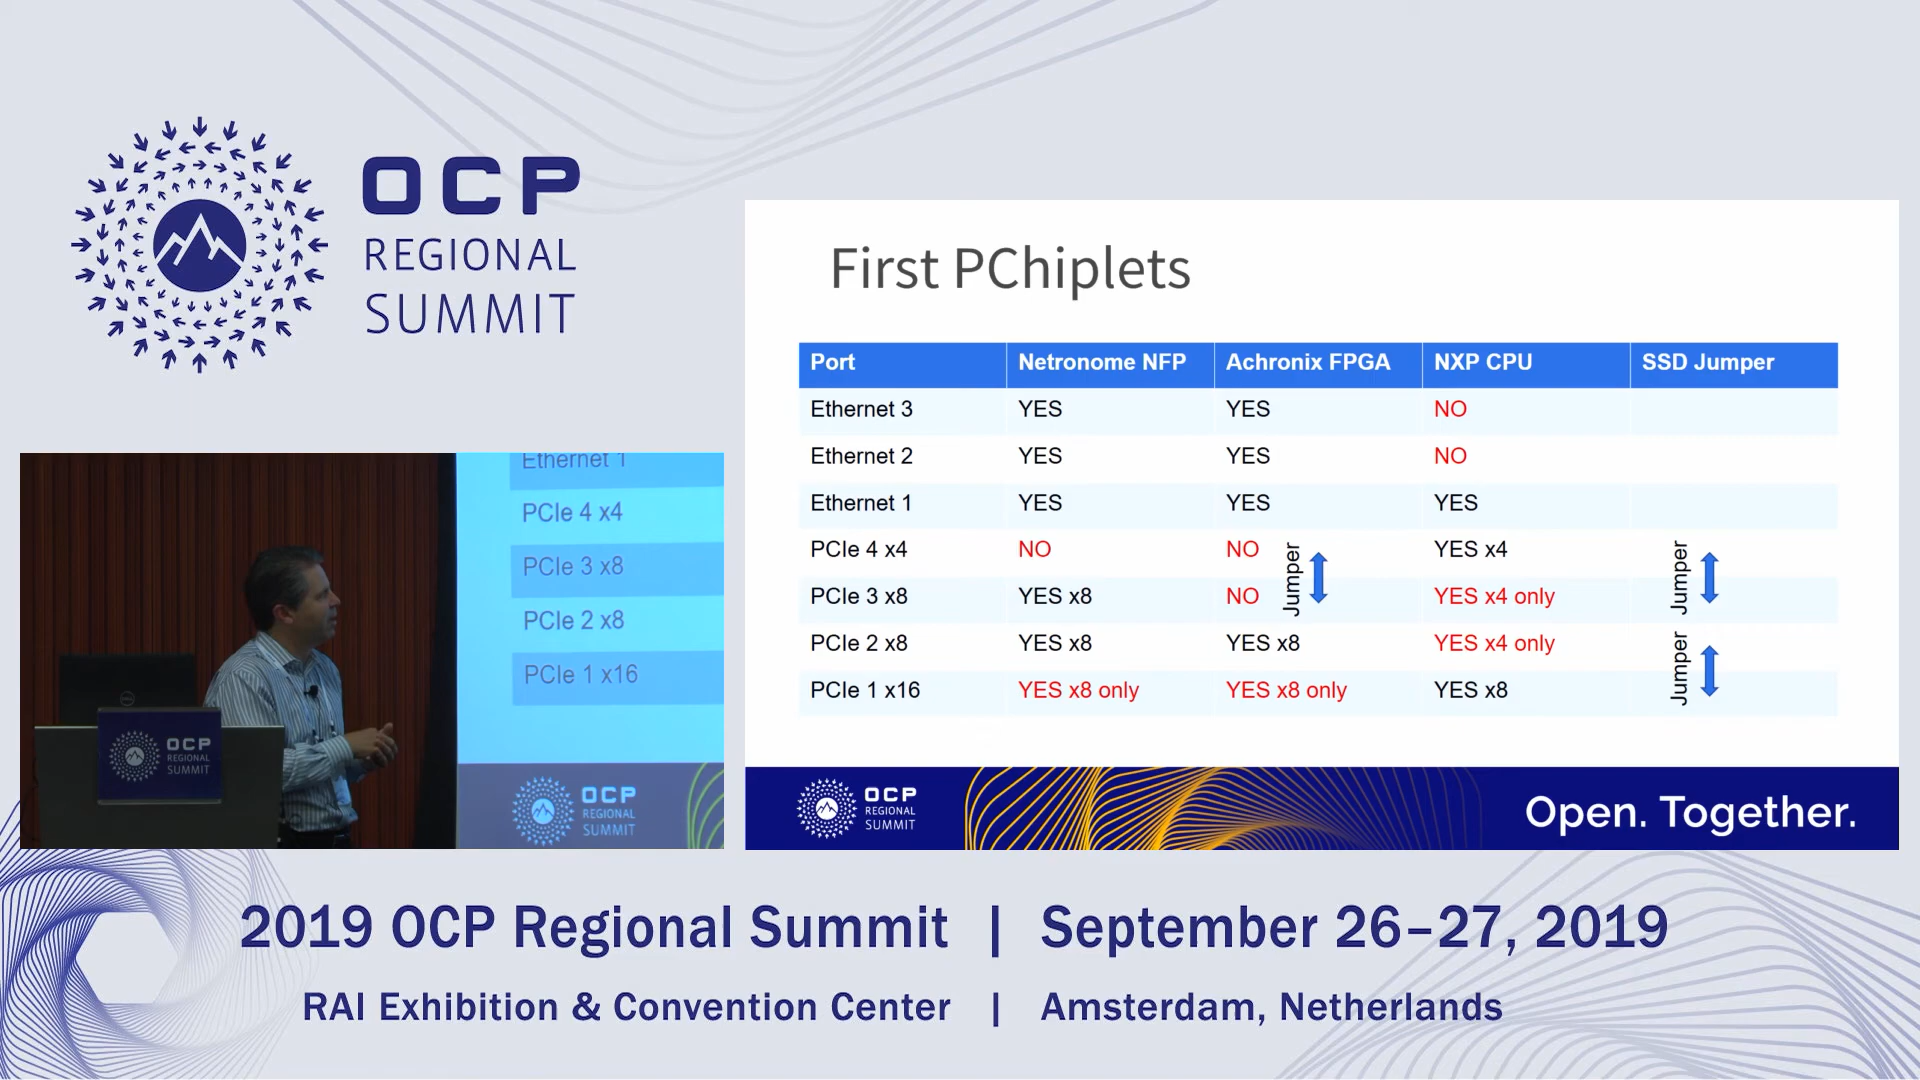 OCP
REGIONAL
SUMMIT
First PChiplets
Port Netronome NFP Achronix FPGA NXP CPU SSD Jumper
Ethernet 3 YES YES NO
Ethernet 2 YES YES NO
Ethernet 1 YES YES YES
PCIe 4 x4 NO NO YES x4
Jumper Jumper
PCIe 3 x8 YES x8 NO YES x4 only
PCIe 2 x8 YES x8 YES x8 YES x4 only
Jumper
PCIe 1 x16 YES x8 only YES x8 only YES x8
OCP
REGIONAL
SUMMIT
Open. Together.
Ethernet 1
PCIe 4 x4
PCIe 3 x8
PCIe 2 x8
PCIe 1 x16
OCP
REGIONAL
SUMMIT
OCP
REGIONAL
SUMMIT
2019 OCP Regional Summit | September 26–27, 2019
RAI Exhibition & Convention Center | Amsterdam, Netherlands